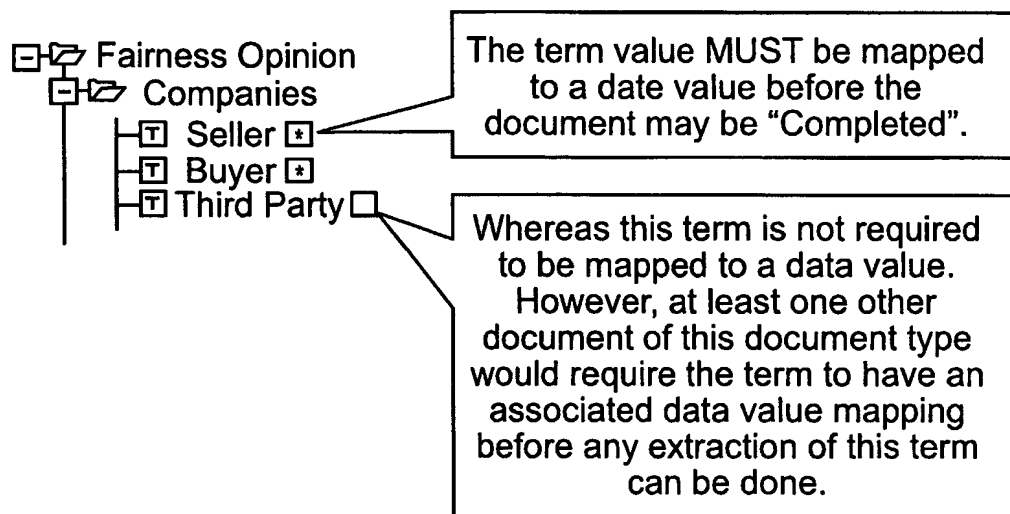 Fairness Opinion
Companies
T Seller *
T Buyer *
T Third Party
The term value MUST be mapped
to a date value before the
document may be “Completed”.
Whereas this term is not required
to be mapped to a data value.
However, at least one other
document of this document type
would require the term to have an
associated data value mapping
before any extraction of this term
can be done.